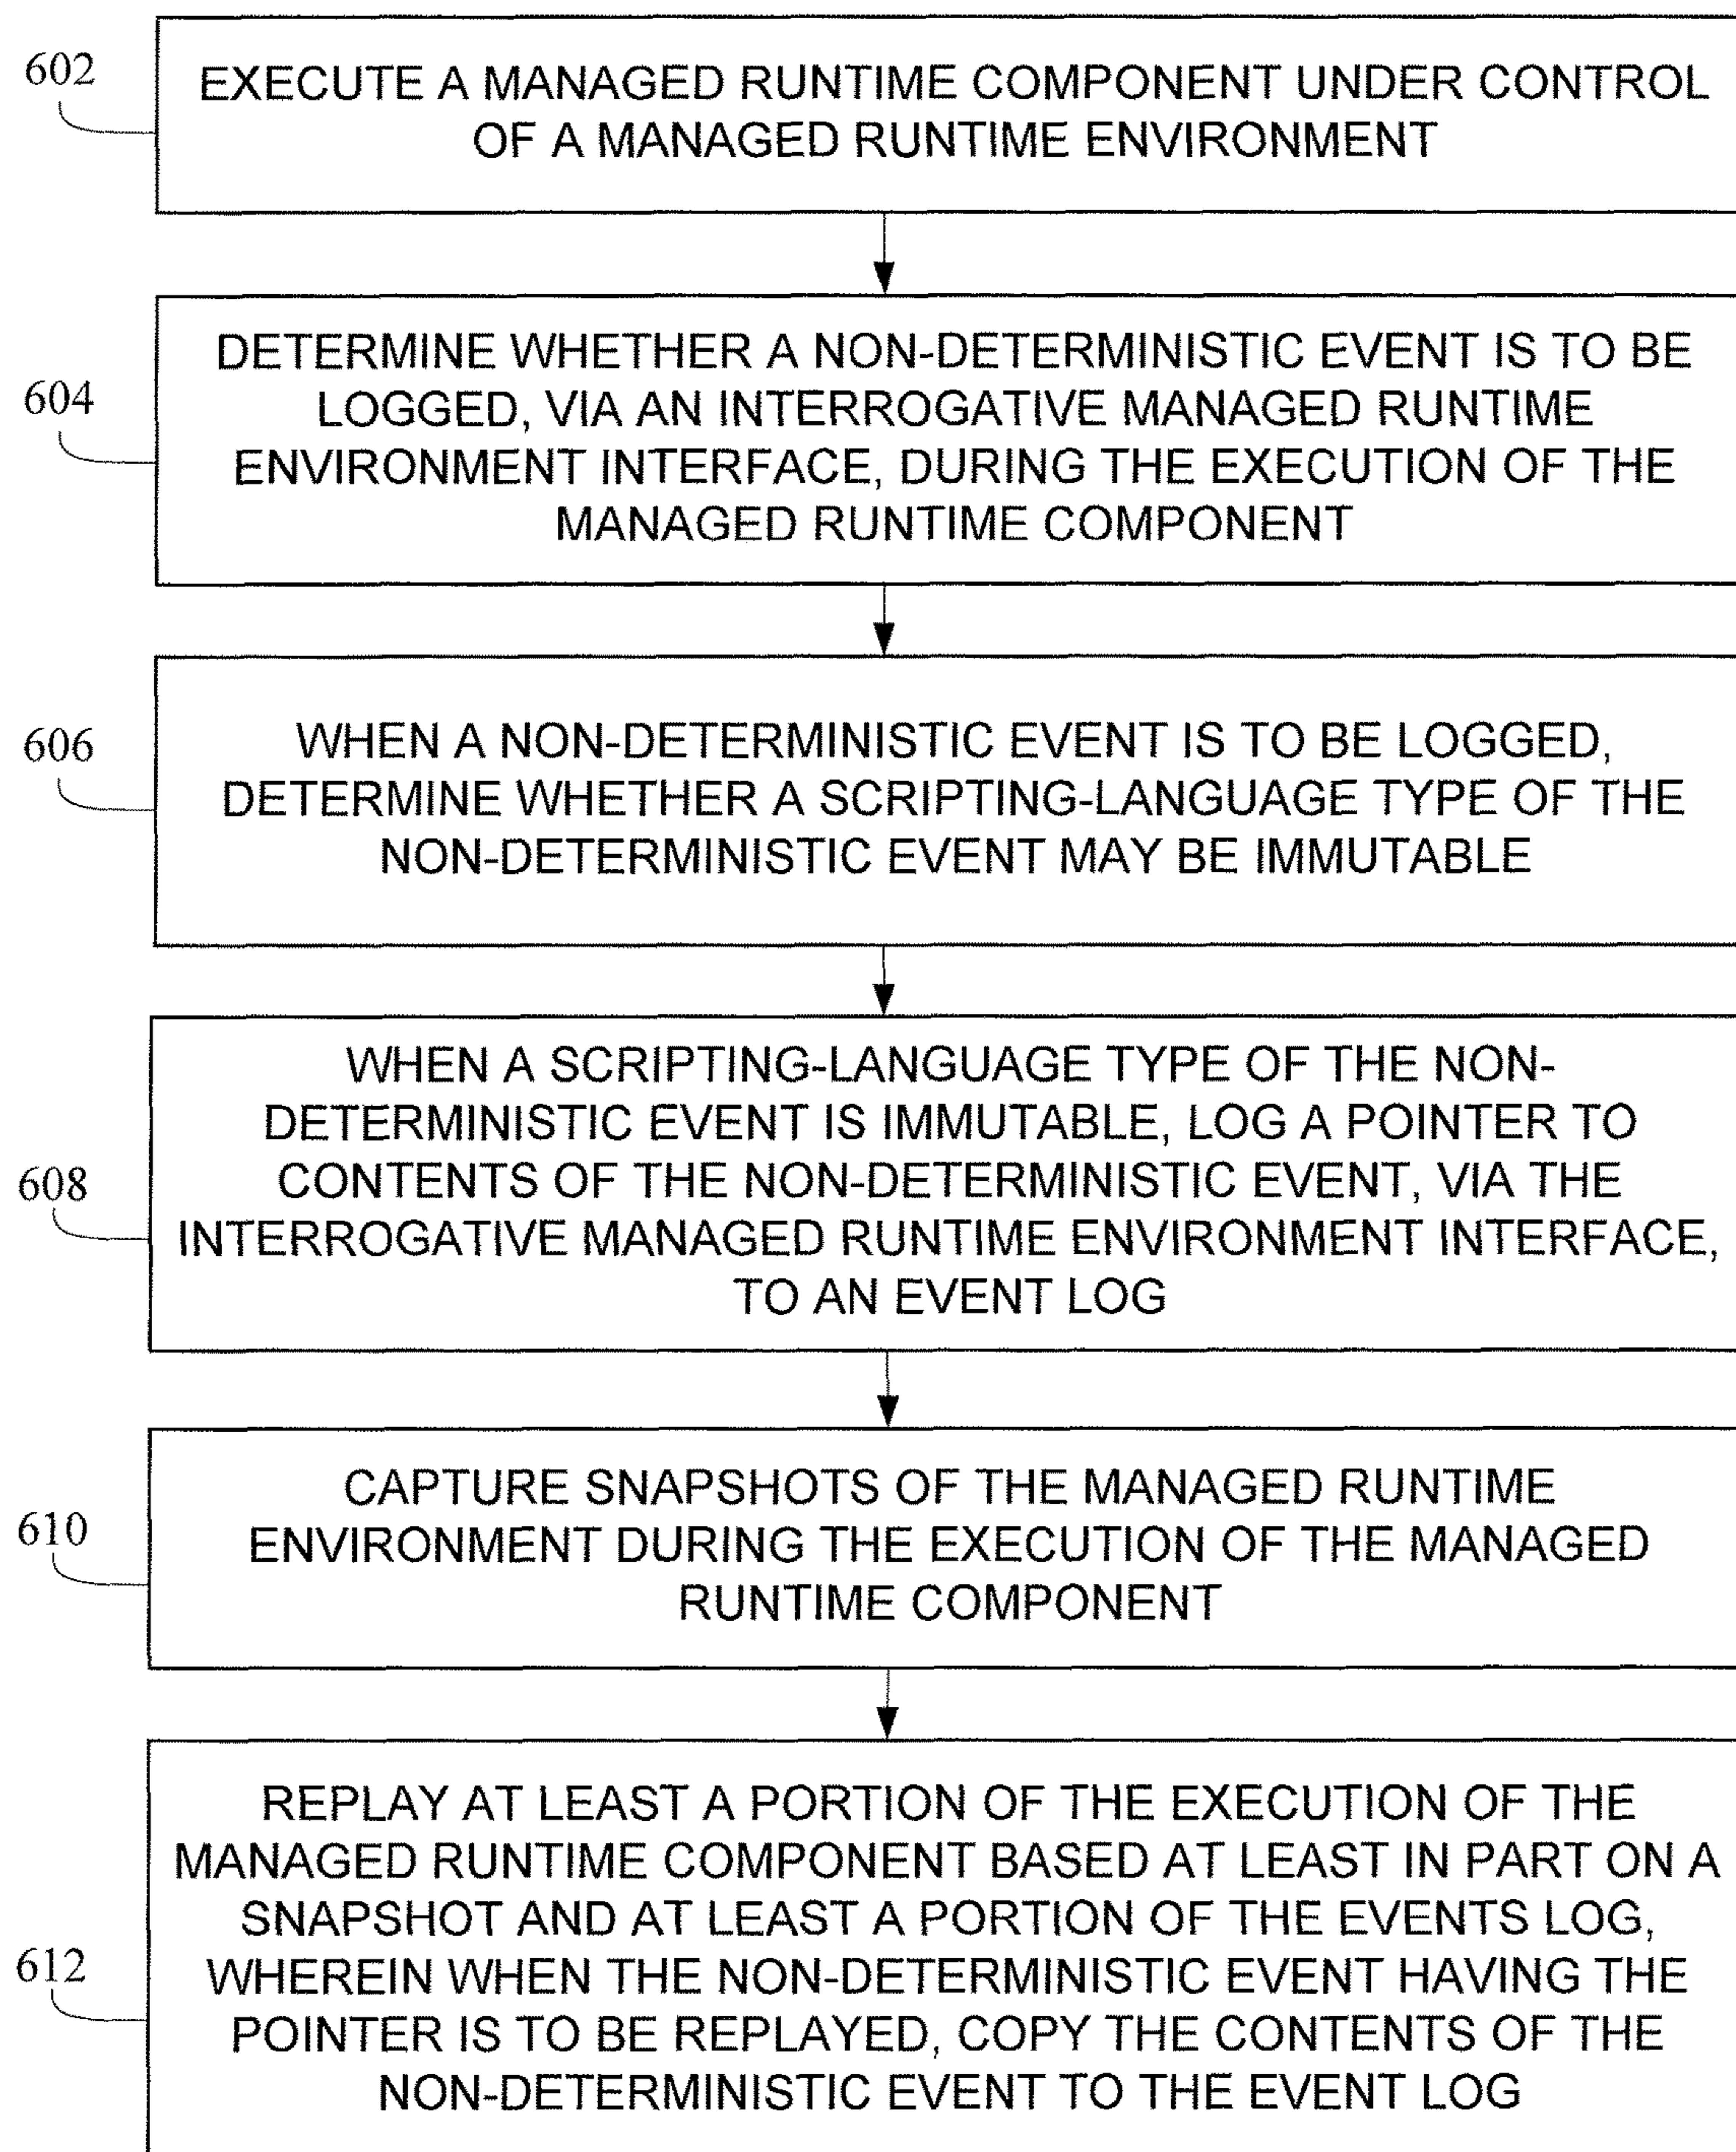 602
EXECUTE A MANAGED RUNTIME COMPONENT UNDER CONTROL
OF A MANAGED RUNTIME ENVIRONMENT
604
DETERMINE WHETHER A NON-DETERMINISTIC EVENT IS TO BE
LOGGED, VIA AN INTERROGATIVE MANAGED RUNTIME
ENVIRONMENT INTERFACE, DURING THE EXECUTION OF THE
MANAGED RUNTIME COMPONENT
606
WHEN A NON-DETERMINISTIC EVENT IS TO BE LOGGED,
DETERMINE WHETHER A SCRIPTING-LANGUAGE TYPE OF THE
NON-DETERMINISTIC EVENT MAY BE IMMUTABLE
608
WHEN A SCRIPTING-LANGUAGE TYPE OF THE NON-
DETERMINISTIC EVENT IS IMMUTABLE, LOG A POINTER TO
CONTENTS OF THE NON-DETERMINISTIC EVENT, VIA THE
INTERROGATIVE MANAGED RUNTIME ENVIRONMENT INTERFACE,
TO AN EVENT LOG
610
CAPTURE SNAPSHOTS OF THE MANAGED RUNTIME
ENVIRONMENT DURING THE EXECUTION OF THE MANAGED
RUNTIME COMPONENT
612
REPLAY AT LEAST A PORTION OF THE EXECUTION OF THE
MANAGED RUNTIME COMPONENT BASED AT LEAST IN PART ON A
SNAPSHOT AND AT LEAST A PORTION OF THE EVENTS LOG,
WHEREIN WHEN THE NON-DETERMINISTIC EVENT HAVING THE
POINTER IS TO BE REPLAYED, COPY THE CONTENTS OF THE
NON-DETERMINISTIC EVENT TO THE EVENT LOG